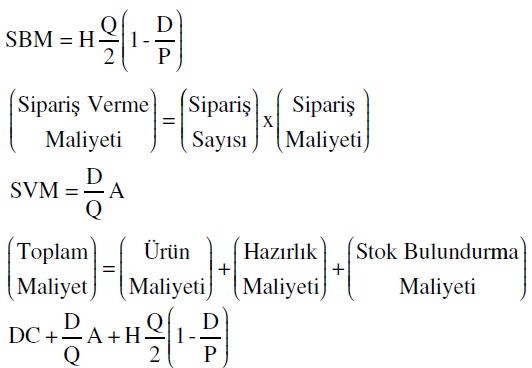 SBM = H Q/2 (1 - D/P)
(Sipariş Verme Maliyeti) = (Sipariş Sayısı) x (Sipariş Maliyeti)
SVM = D/Q A
(Toplam Maliyet) = (Ürün Maliyeti) + (Hazırlık Maliyeti) + (Stok Bulundurma Maliyeti)
DC + D/Q A + H Q/2 (1 - D/P)